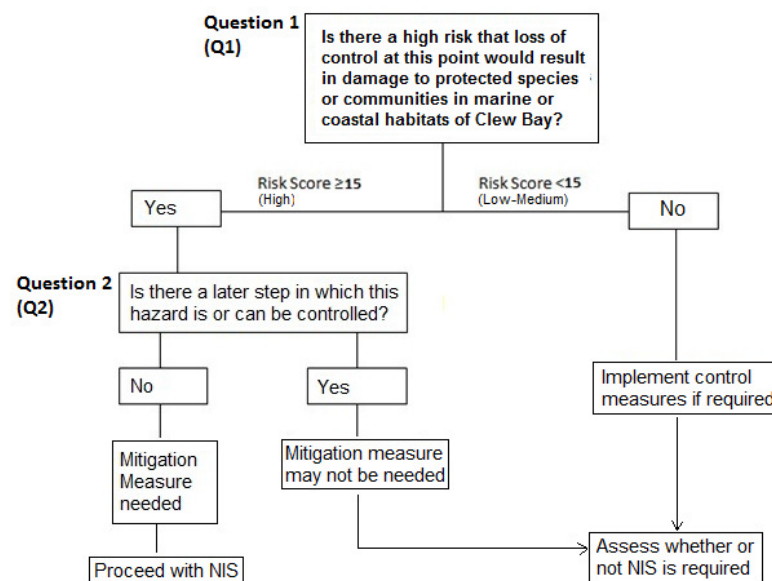 Question 1
(Q1)
Is there a high risk that loss of
control at this point would result
in damage to protected species
or communities in marine or
coastal habitats of Clew Bay?
Risk Score ≥15
(High)
Risk Score <15
(Low-Medium)
Yes
No
Question 2
(Q2)
Is there a later step in which this
hazard is or can be controlled?
No
Yes
Implement control
measures if required
Mitigation
Measure
needed
Mitigation measure
may not be needed
Proceed with NIS
Assess whether or
not NIS is required